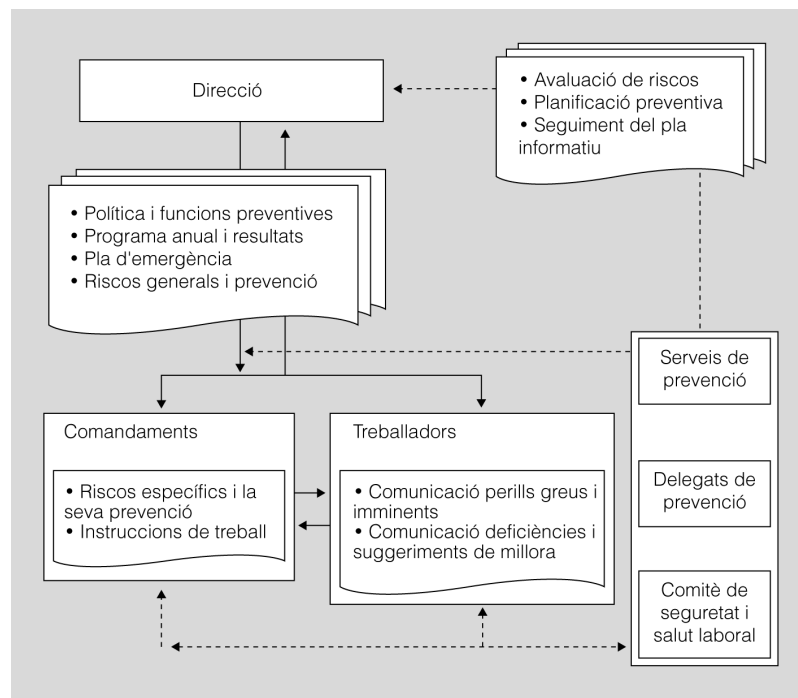 Direcció
• Avaluació de riscos
• Planificació preventiva
• Seguiment del pla
informatiu
• Política i funcions preventives
• Programa anual i resultats
• Pla d'emergència
• Riscos generals i prevenció
Serveis de
prevenció
Comandaments
• Riscos específics i la
seva prevenció
• Instruccions de treball
Treballadors
• Comunicació perills greus i
imminents
• Comunicació deficiències i
suggeriments de millora
Delegats de
prevenció
Comitè de
seguretat i
salut laboral